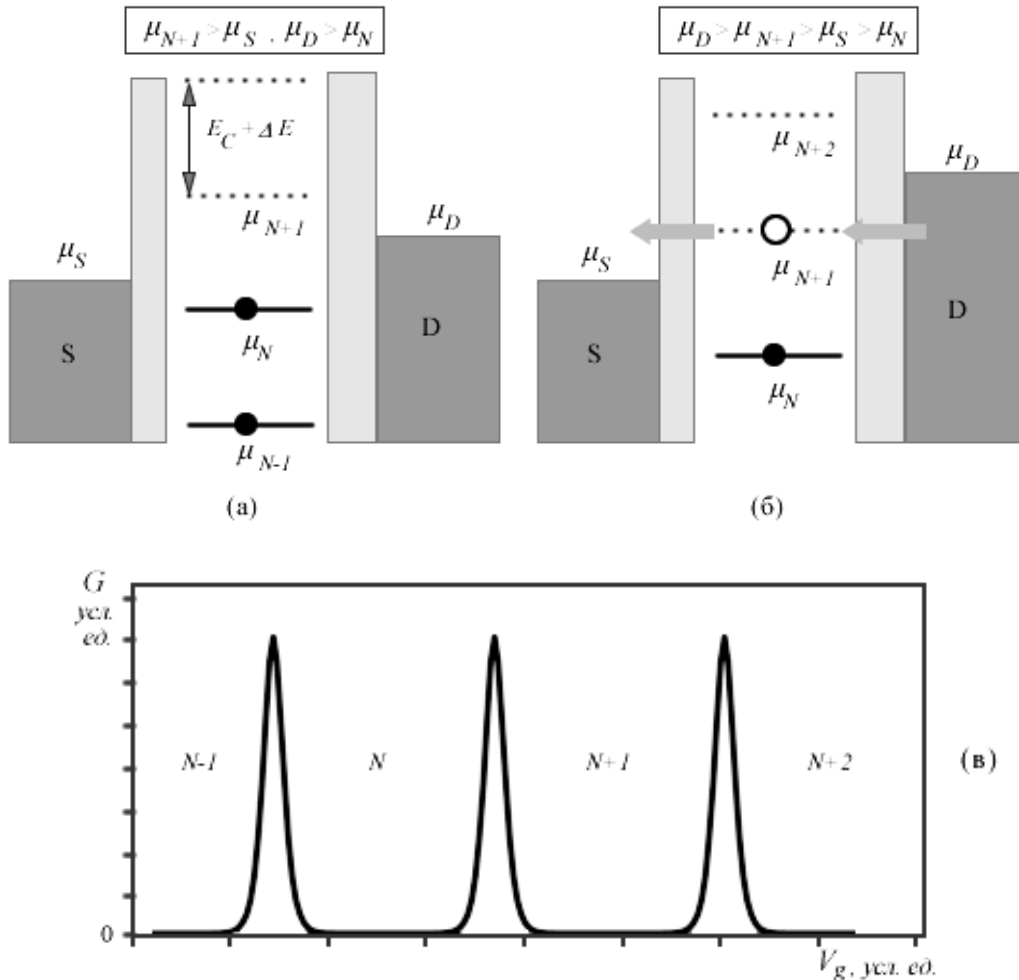 μN+1 > μS , μD > μN
μD > μN+1 > μS > μN
EC + ΔE
μN+2
μD
μN+1
μD
μS
μS
μN+1
S
D
μN
S
D
μN
μN-1
(а)
(б)
G
усл.
ед.
N-1
N
N+1
N+2
(в)
0
Vg, усл. ед.